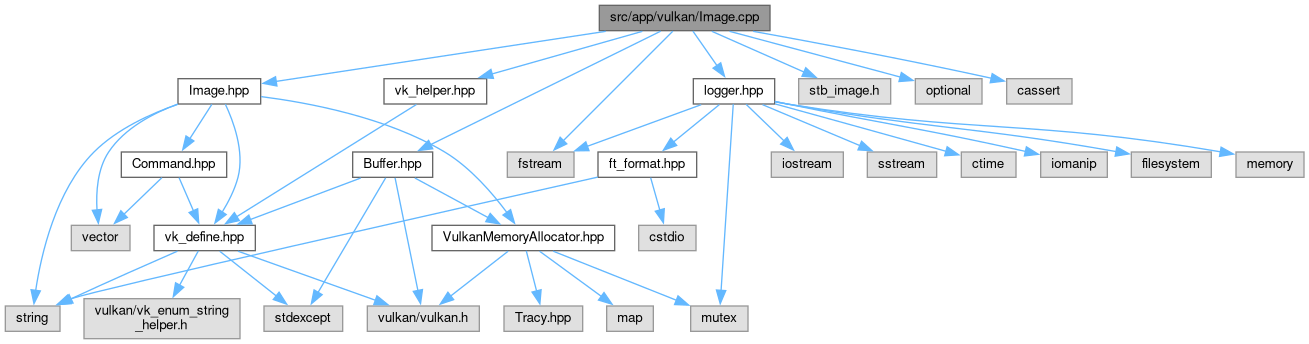 src/app/vulkan/Image.cpp
Image.hpp
vk_helper.hpp
logger.hpp
stb_image.h
optional
cassert
Command.hpp
Buffer.hpp
fstream
ft_format.hpp
iostream
sstream
ctime
iomanip
filesystem
memory
vector
vk_define.hpp
VulkanMemoryAllocator.hpp
cstdio
string
vulkan/vk_enum_string
_helper.h
stdexcept
vulkan/vulkan.h
Tracy.hpp
map
mutex